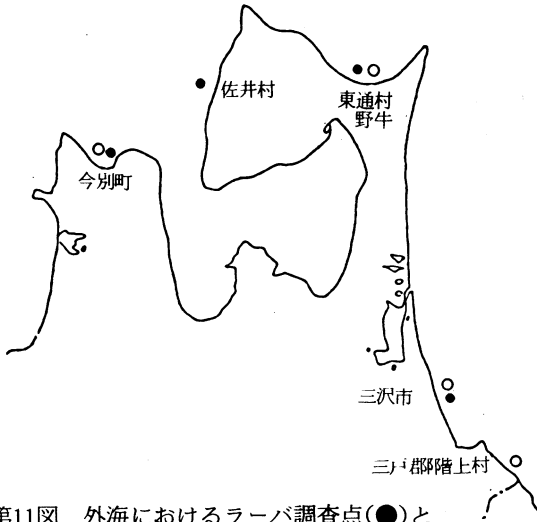 佐井村
東通村
野牛
今別町
三沢市
三戸郡階上村
第11図 外海におけるラーバ調査点(●)と